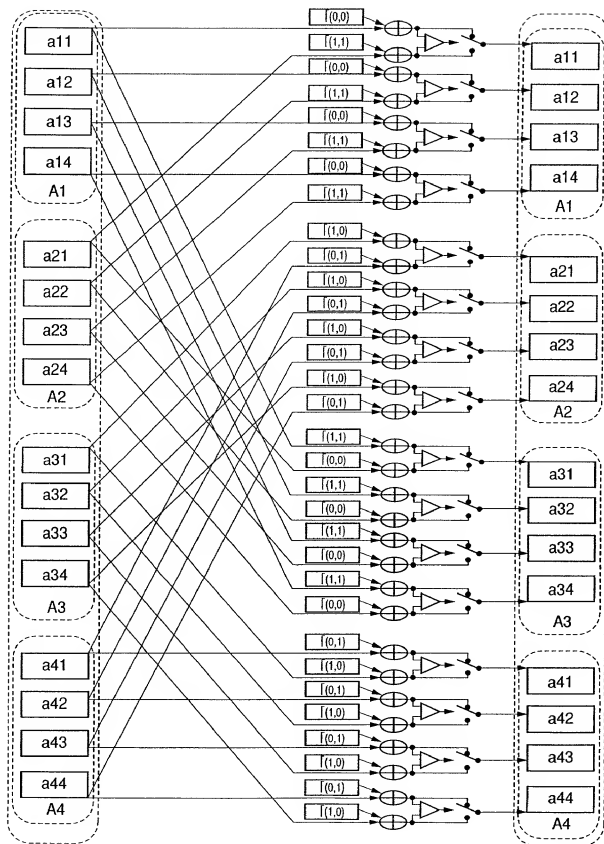 a11
a12
a13
a14
A1
a21
a22
a23
a24
A2
a31
a32
a33
a34
A3
a41
a42
a43
a44
A4
Γ(0,0)
Γ(1,1)
Γ(0,0)
Γ(1,1)
Γ(0,0)
Γ(1,1)
Γ(0,0)
Γ(1,1)
Γ(1,0)
Γ(0,1)
Γ(1,0)
Γ(0,1)
Γ(1,0)
Γ(0,1)
Γ(1,0)
Γ(0,1)
Γ(1,1)
Γ(0,0)
Γ(1,1)
Γ(0,0)
Γ(1,1)
Γ(0,0)
Γ(1,1)
Γ(0,0)
Γ(0,1)
Γ(1,0)
Γ(0,1)
Γ(1,0)
Γ(0,1)
Γ(1,0)
Γ(0,1)
Γ(1,0)
a11
a12
a13
a14
A1
a21
a22
a23
a24
A2
a31
a32
a33
a34
A3
a41
a42
a43
a44
A4